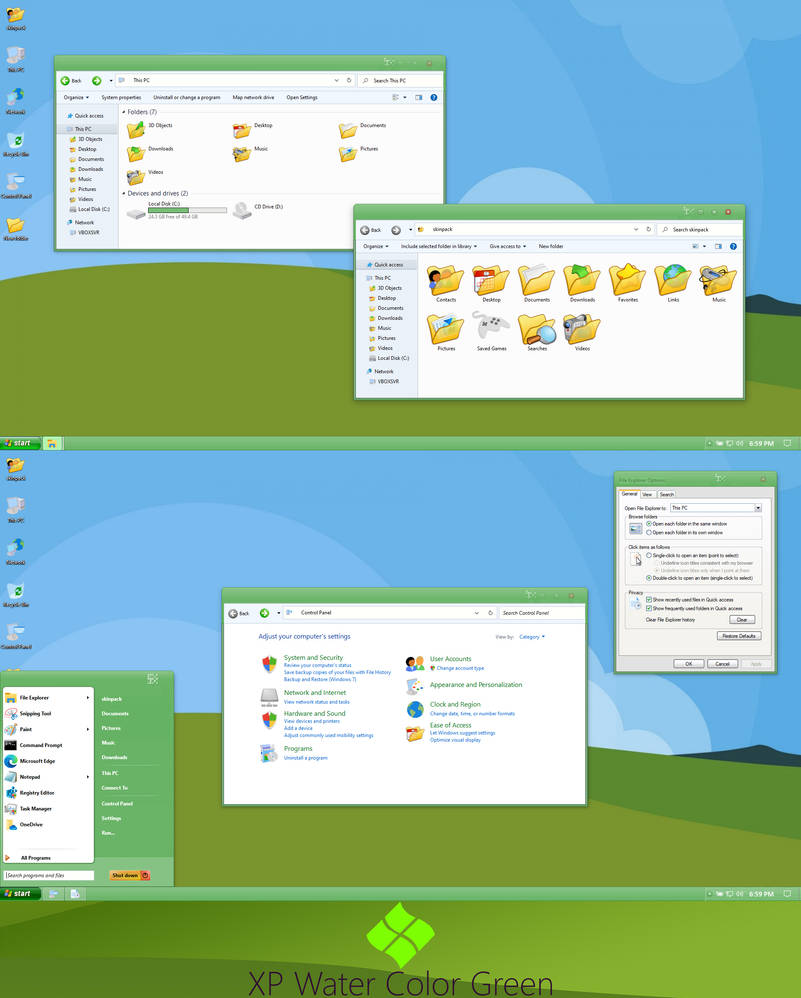 skinpack
This PC
Network
Recycle Bin
Control Panel
New folder
Back
This PC
Search This PC
Organize
System properties
Uninstall or change a program
Map network drive
Open Settings
Quick access
This PC
3D Objects
Desktop
Documents
Downloads
Music
Pictures
Videos
Local Disk (C:)
Network
VBOXSVR
Folders (7)
3D Objects
Desktop
Documents
Downloads
Music
Pictures
Videos
Devices and drives (2)
Local Disk (C:)
24.3 GB free of 49.4 GB
CD Drive (D:)
Back
skinpack
Search skinpack
Organize
Include selected folder in library
Give access to
New folder
Quick access
This PC
3D Objects
Desktop
Documents
Downloads
Music
Pictures
Videos
Local Disk (C:)
Network
VBOXSVR
Contacts
Desktop
Documents
Downloads
Favorites
Links
Music
Pictures
Saved Games
Searches
Videos
start
6:59 PM
skinpack
This PC
Network
Recycle Bin
Control Panel
File Explorer Options
General
View
Search
Open File Explorer to:
This PC
Browse folders
Open each folder in the same window
Open each folder in its own window
Click items as follows
Single-click to open an item (point to select)
Underline icon titles consistent with my browser
Underline icon titles only when I point at them
Double-click to open an item (single-click to select)
Privacy
Show recently used files in Quick access
Show frequently used folders in Quick access
Clear File Explorer history
Clear
Restore Defaults
OK
Cancel
Apply
Back
Control Panel
Search Control Panel
Adjust your computer's settings
View by:
Category
System and Security
Review your computer's status
Save backup copies of your files with File History
Backup and Restore (Windows 7)
Network and Internet
View network status and tasks
Hardware and Sound
View devices and printers
Add a device
Adjust commonly used mobility settings
Programs
Uninstall a program
User Accounts
Change account type
Appearance and Personalization
Clock and Region
Change date, time, or number formats
Ease of Access
Let Windows suggest settings
Optimize visual display
File Explorer
Snipping Tool
Paint
Command Prompt
Microsoft Edge
Notepad
Registry Editor
Task Manager
OneDrive
All Programs
Search programs and files
skinpack
Documents
Pictures
Music
Downloads
This PC
Connect To
Control Panel
Settings
Run...
Shut down
start
6:59 PM
XP Water Color Green